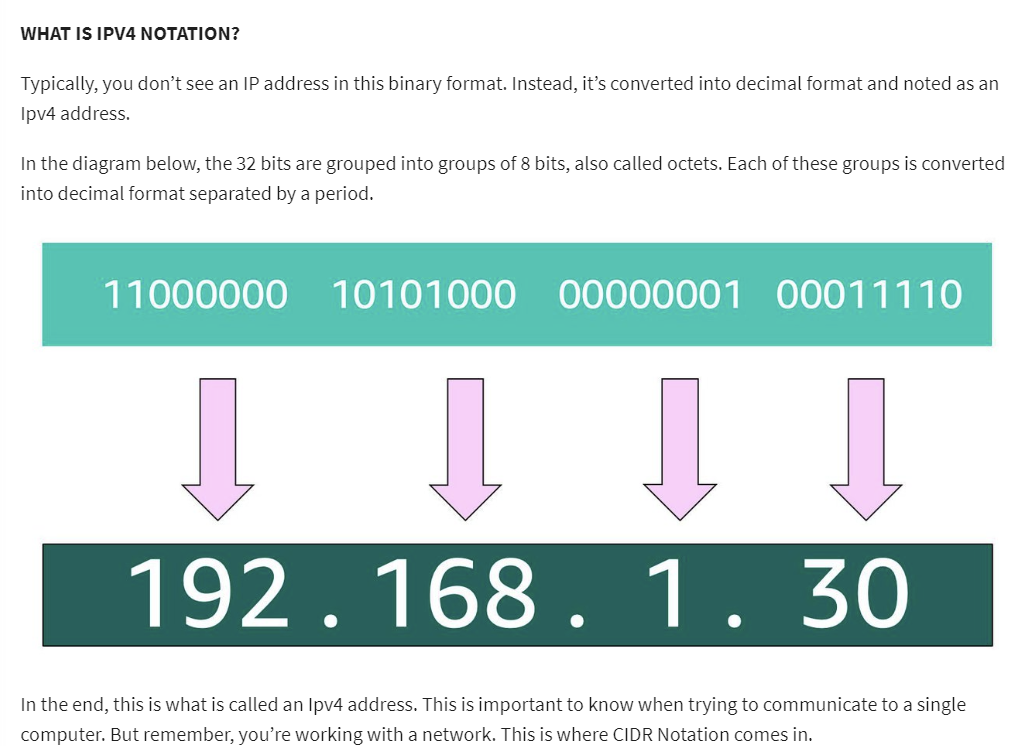 WHAT IS IPV4 NOTATION?
Typically, you don’t see an IP address in this binary format. Instead, it’s converted into decimal format and noted as an
Ipv4 address.
In the diagram below, the 32 bits are grouped into groups of 8 bits, also called octets. Each of these groups is converted
into decimal format separated by a period.
11000000 10101000 00000001 00011110
192 . 168 . 1 . 30
In the end, this is what is called an Ipv4 address. This is important to know when trying to communicate to a single
computer. But remember, you’re working with a network. This is where CIDR Notation comes in.